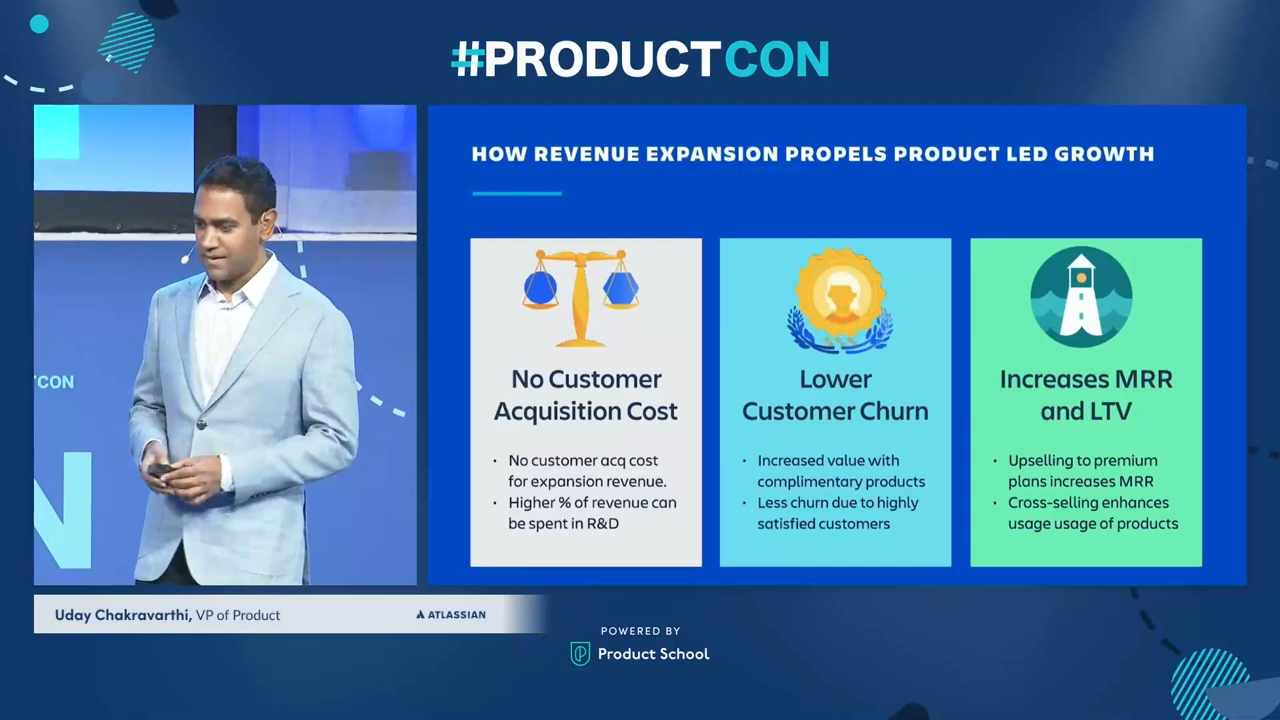 #PRODUCTCON
HOW REVENUE EXPANSION PROPELS PRODUCT LED GROWTH
No Customer
Acquisition Cost
• No customer acq cost
for expansion revenue.
• Higher % of revenue can
be spent in R&D
Lower
Customer Churn
• Increased value with
complimentary products
• Less churn due to highly
satisfied customers
Increases MRR
and LTV
• Upselling to premium
plans increases MRR
• Cross-selling enhances
usage usage of products
TCON
N
Uday Chakravarthi, VP of Product
ATLASSIAN
POWERED BY
Product School